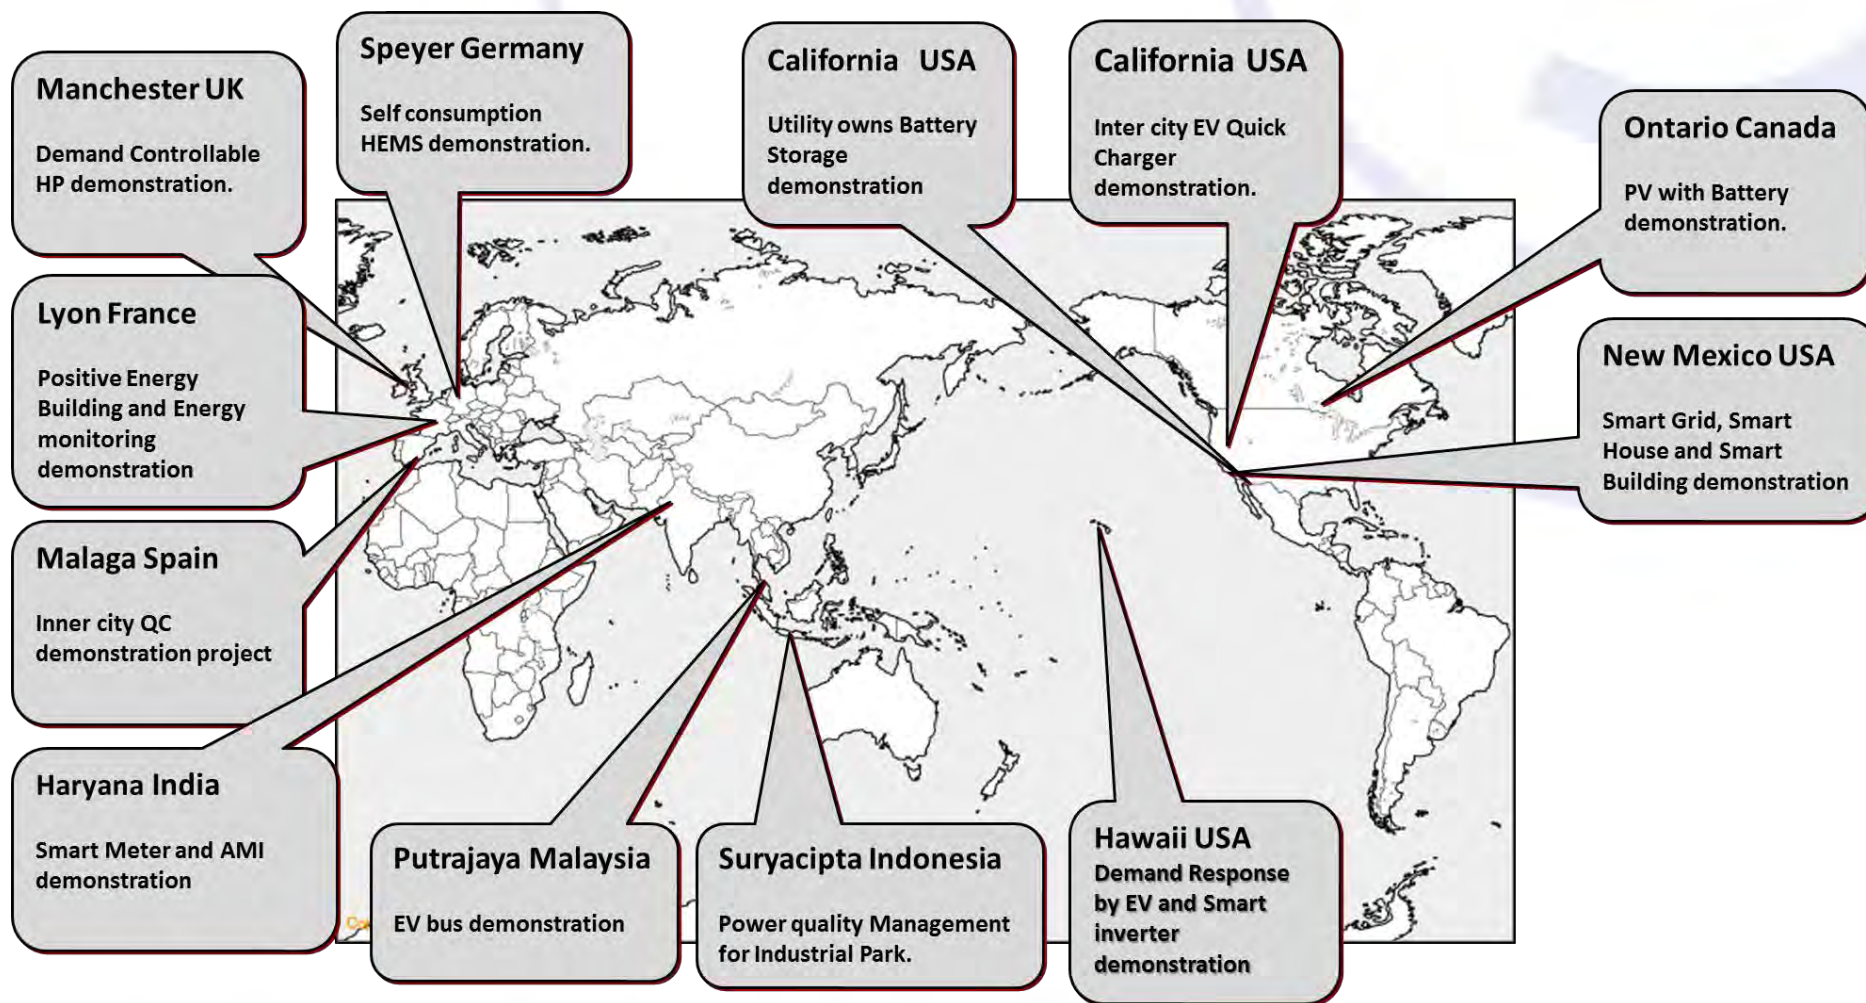 Manchester UK
Demand Controllable
HP demonstration.
Speyer Germany
Self consumption
HEMS demonstration.
California USA
Utility owns Battery
Storage
demonstration
California USA
Inter city EV Quick
Charger
demonstration.
Ontario Canada
PV with Battery
demonstration.
Lyon France
Positive Energy
Building and Energy
monitoring
demonstration
New Mexico USA
Smart Grid, Smart
House and Smart
Building demonstration
Malaga Spain
Inner city QC
demonstration project
Haryana India
Smart Meter and AMI
demonstration
Putrajaya Malaysia
EV bus demonstration
Suryacipta Indonesia
Power quality Management
for Industrial Park.
Hawaii USA
Demand Response
by EV and Smart
inverter
demonstration